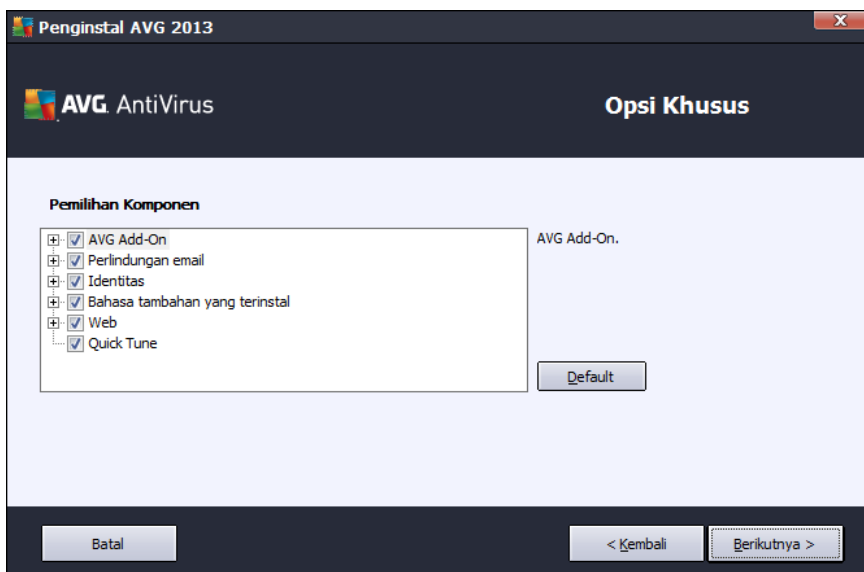 Penginstal AVG 2013
AVG. AntiVirus
Opsi Khusus
Pemilihan Komponen
AVG Add-On
AVG Add-On.
Perlindungan email
Identitas
Bahasa tambahan yang terinstal
Web
Quick Tune
Default
Batal
< Kembali
Berikutnya >